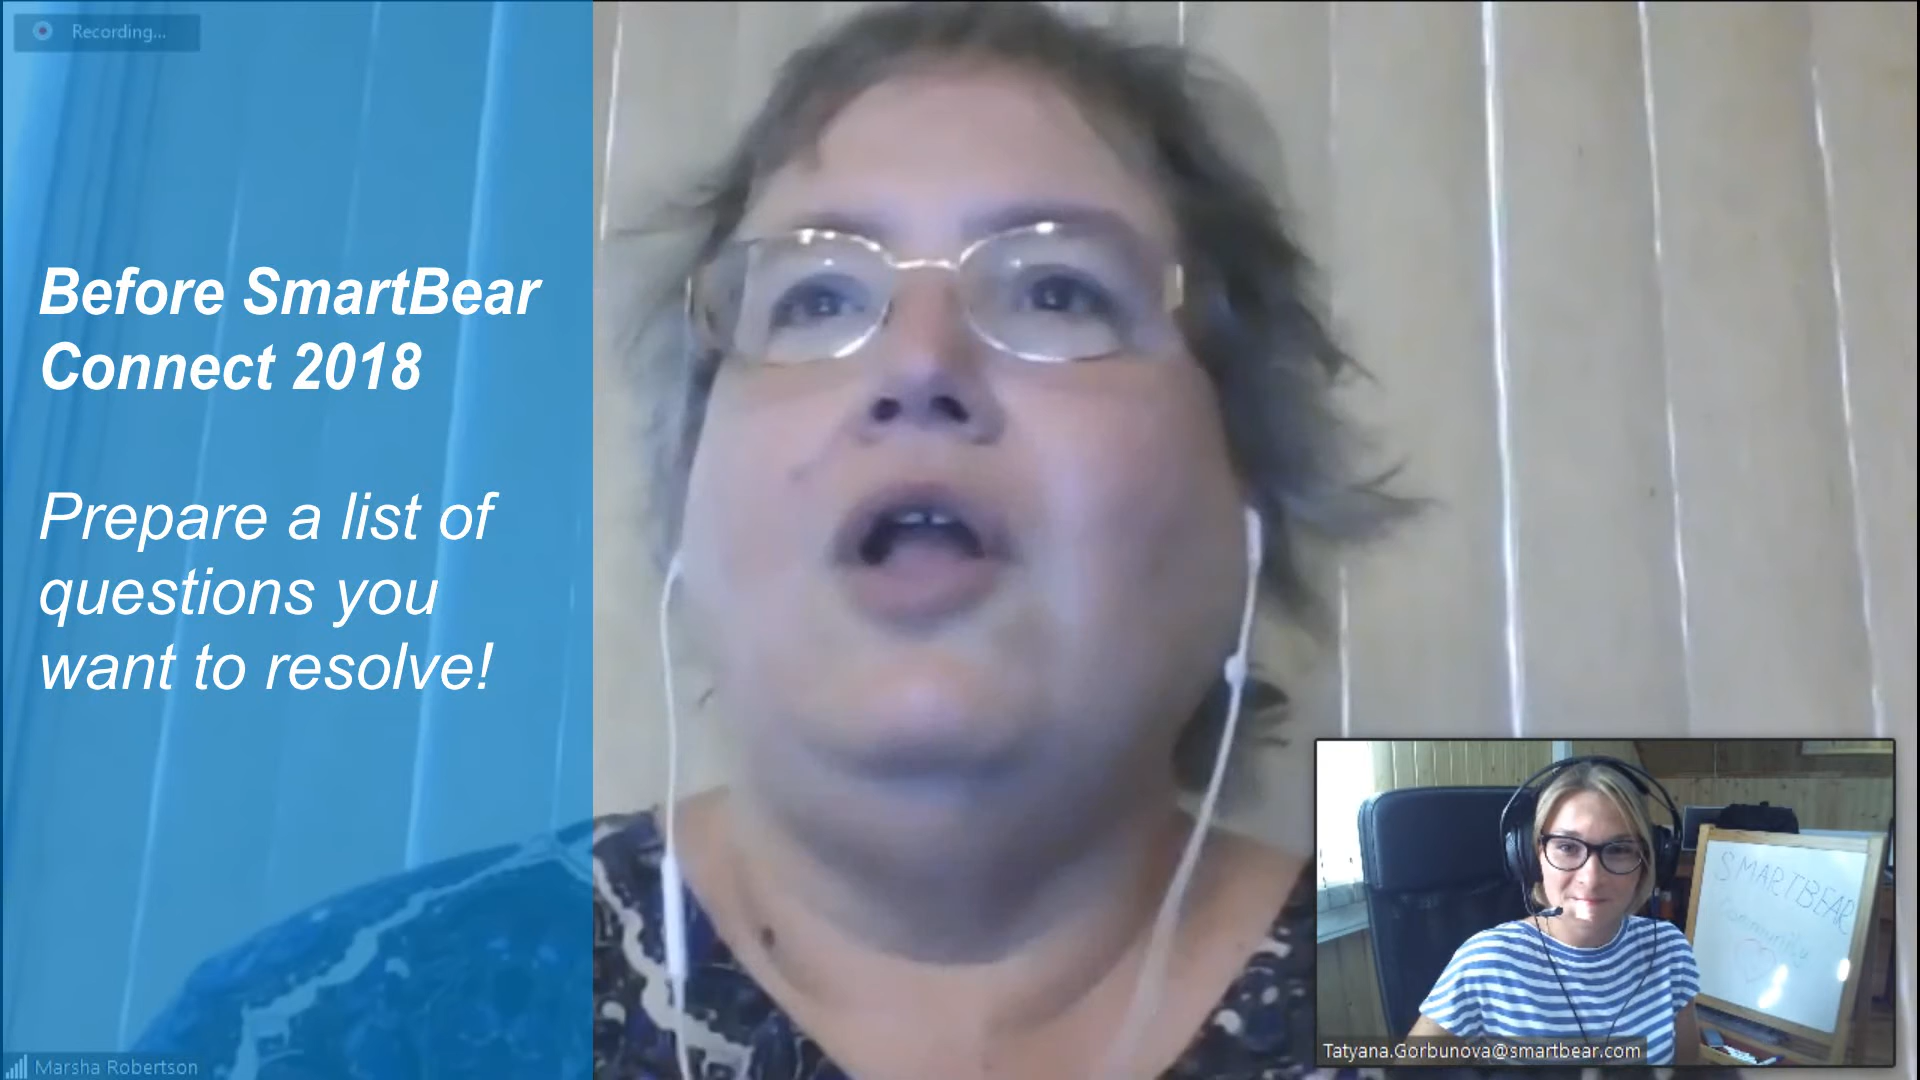 Recording...
Before SmartBear
Connect 2018
Prepare a list of
questions you
want to resolve!
SMARTBEAR
Community
Marsha Robertson
Tatyana.Gorbunova@smartbear.com